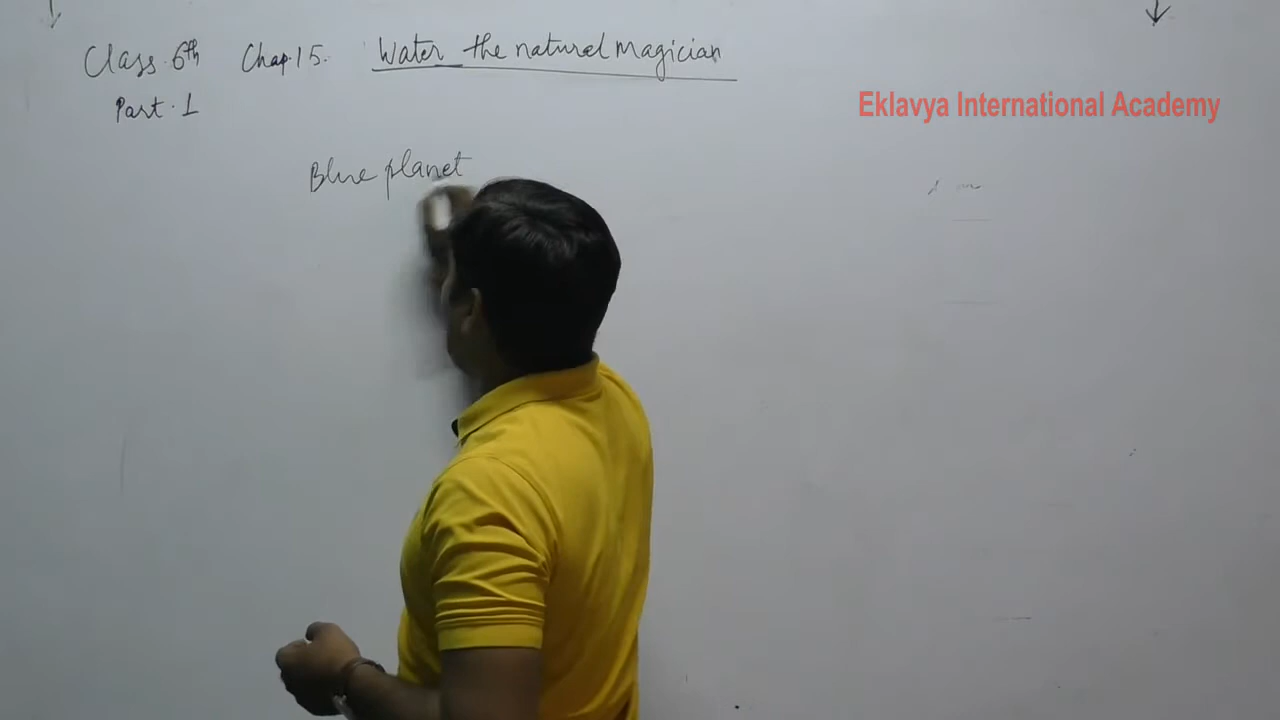 Class. 6th Chap. 15. Water the natural magician
Part. 1
Eklavya International Academy
Blue planet